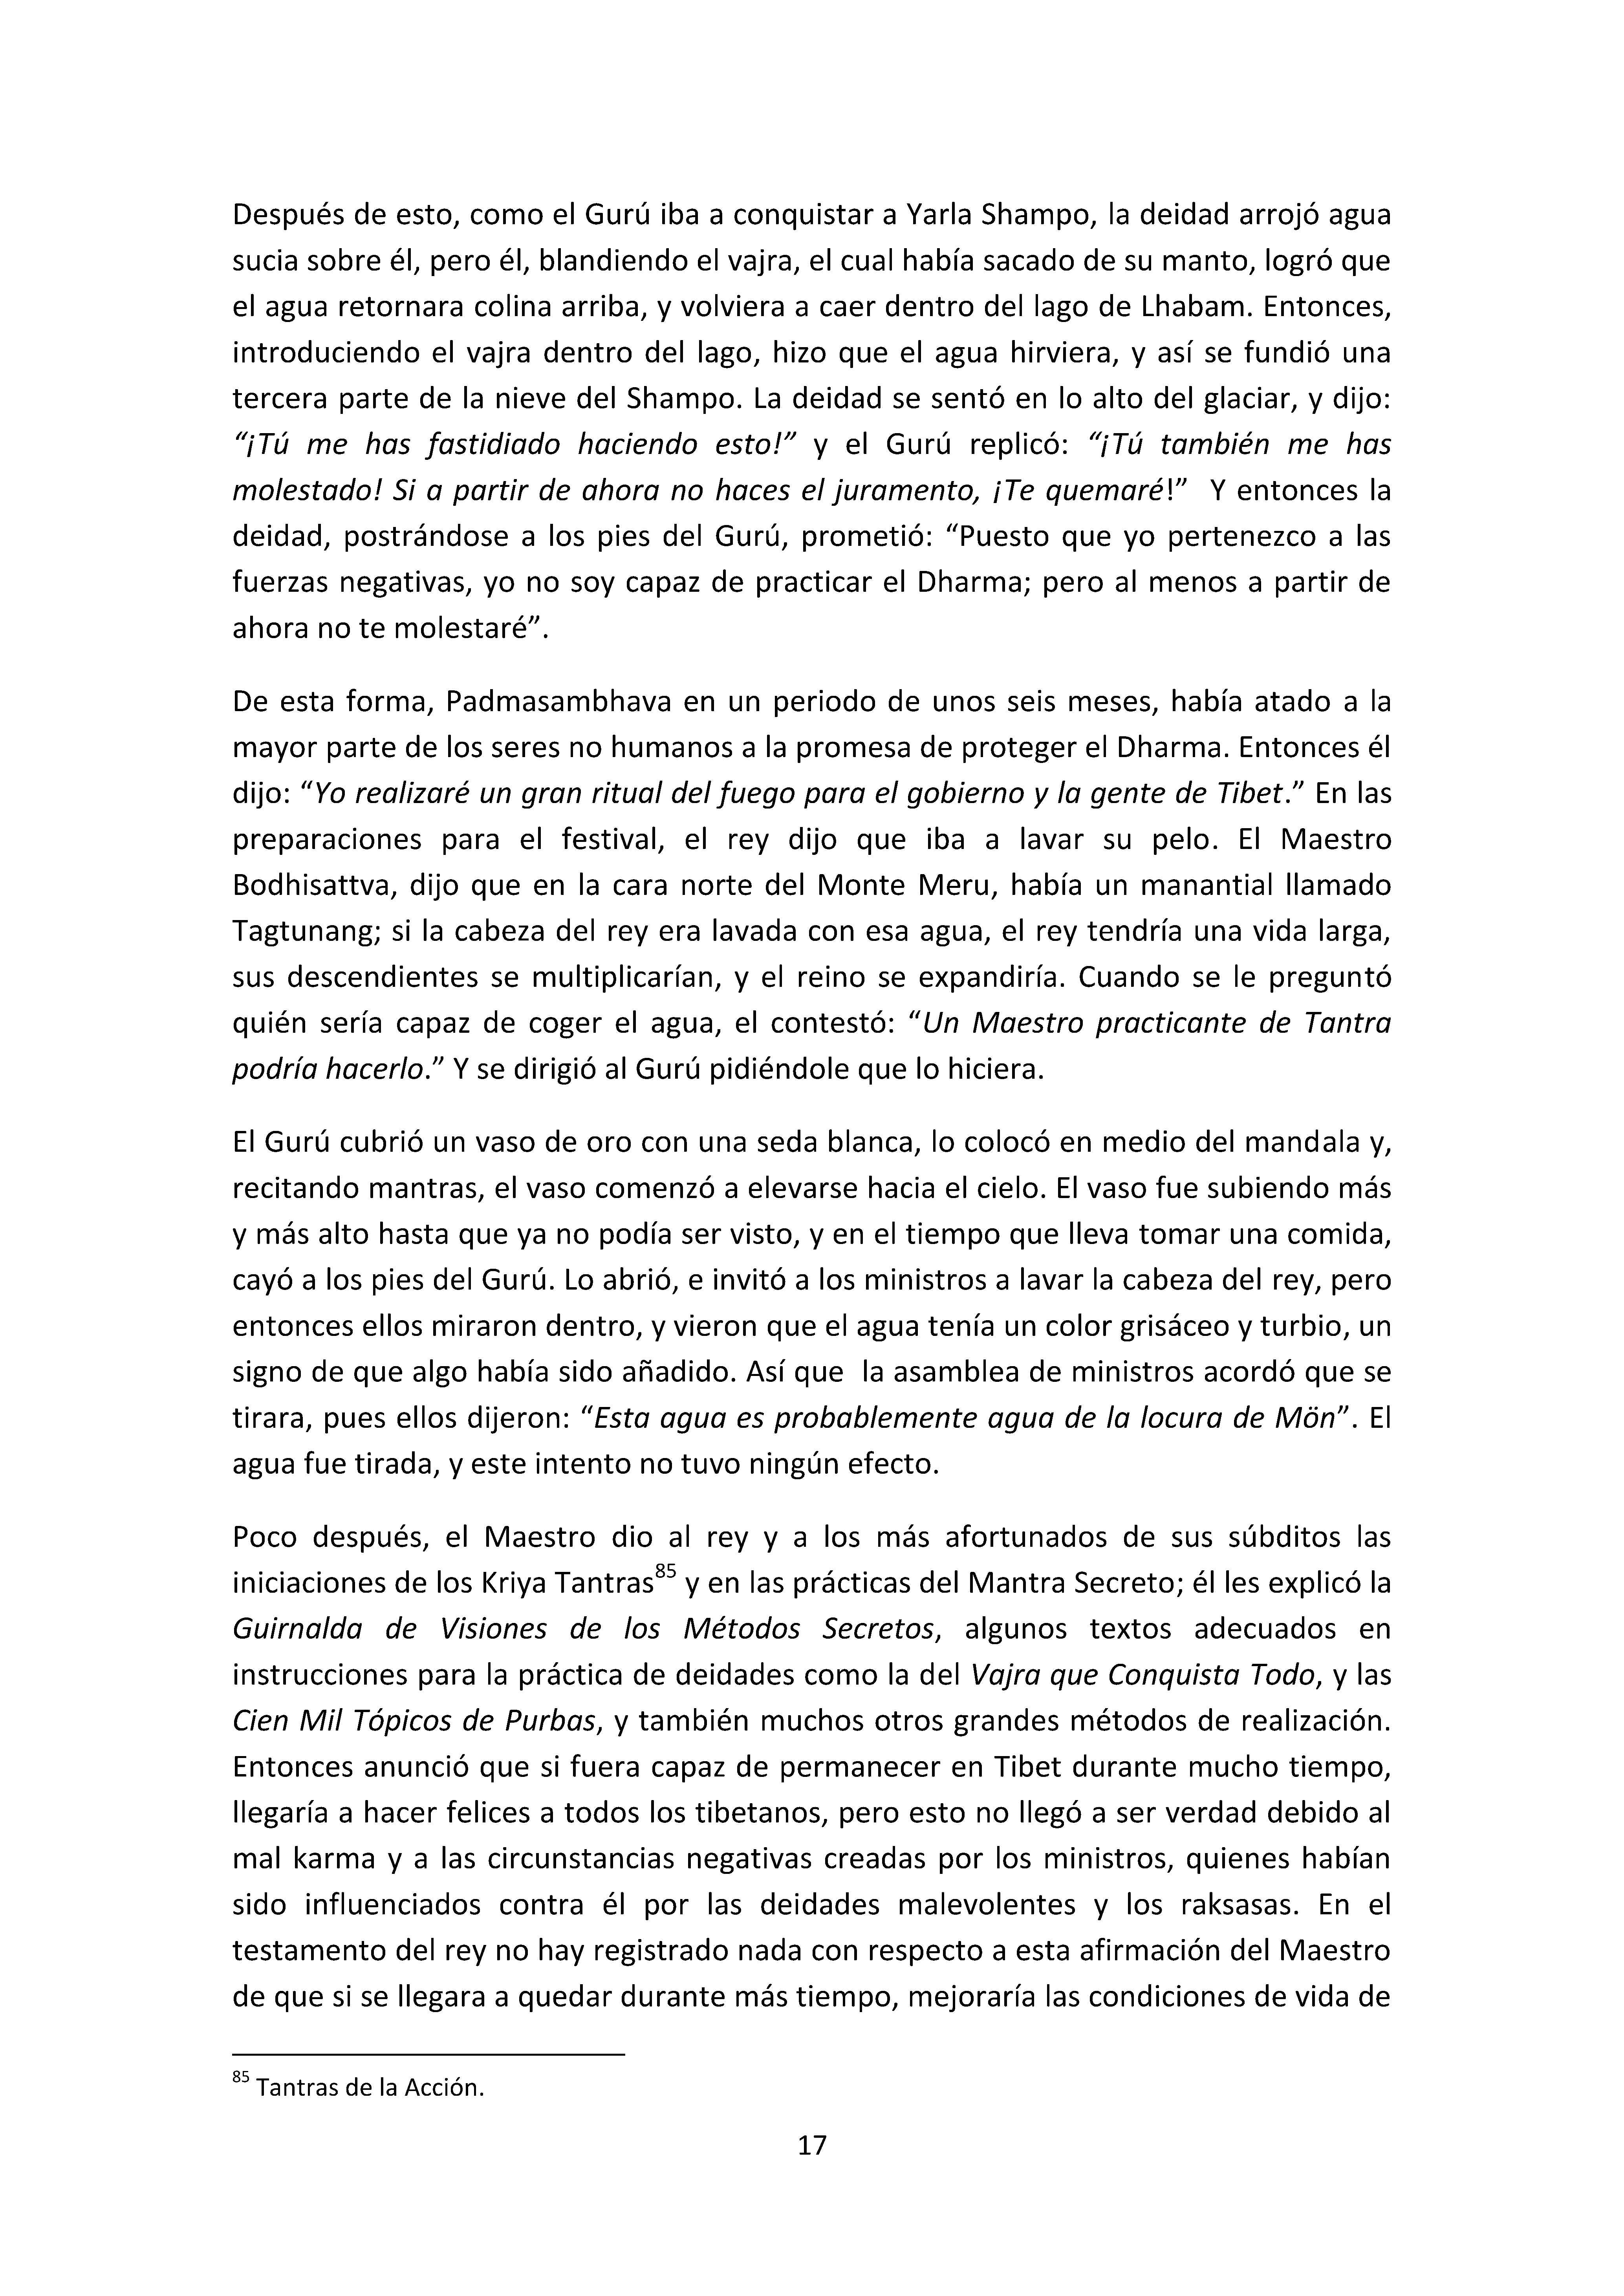 Después de esto, como el Gurú iba a conquistar a Yarla Shampo, la deidad arrojó agua
sucia sobre él, pero él, blandiendo el vajra, el cual había sacado de su manto, logró que
el agua retornara colina arriba, y volviera a caer dentro del lago de Lhabam. Entonces,
introduciendo el vajra dentro del lago, hizo que el agua hirviera, y así se fundió una
tercera parte de la nieve del Shampo. La deidad se sentó en lo alto del glaciar, y dijo:
“¡Tú me has fastidiado haciendo esto!” y el Gurú replicó: “¡Tú también me has
molestado! Si a partir de ahora no haces el juramento, ¡Te quemaré!”  Y entonces la
deidad, postrándose a los pies del Gurú, prometió: “Puesto que yo pertenezco a las
fuerzas negativas, yo no soy capaz de practicar el Dharma; pero al menos a partir de
ahora no te molestaré”.
De esta forma, Padmasambhava en un periodo de unos seis meses, había atado a la
mayor parte de los seres no humanos a la promesa de proteger el Dharma. Entonces él
dijo: “Yo realizaré un gran ritual del fuego para el gobierno y la gente de Tibet.” En las
preparaciones para el festival, el rey dijo que iba a lavar su pelo. El Maestro
Bodhisattva, dijo que en la cara norte del Monte Meru, había un manantial llamado
Tagtunang; si la cabeza del rey era lavada con esa agua, el rey tendría una vida larga,
sus descendientes se multiplicarían, y el reino se expandiría. Cuando se le preguntó
quién sería capaz de coger el agua, el contestó: “Un Maestro practicante de Tantra
podría hacerlo.” Y se dirigió al Gurú pidiéndole que lo hiciera.
El Gurú cubrió un vaso de oro con una seda blanca, lo colocó en medio del mandala y,
recitando mantras, el vaso comenzó a elevarse hacia el cielo. El vaso fue subiendo más
y más alto hasta que ya no podía ser visto, y en el tiempo que lleva tomar una comida,
cayó a los pies del Gurú. Lo abrió, e invitó a los ministros a lavar la cabeza del rey, pero
entonces ellos miraron dentro, y vieron que el agua tenía un color grisáceo y turbio, un
signo de que algo había sido añadido. Así que  la asamblea de ministros acordó que se
tirara, pues ellos dijeron: “Esta agua es probablemente agua de la locura de Mön”. El
agua fue tirada, y este intento no tuvo ningún efecto.
Poco después, el Maestro dio al rey y a los más afortunados de sus súbditos las
iniciaciones de los Kriya Tantras85 y en las prácticas del Mantra Secreto; él les explicó la
Guirnalda de Visiones de los Métodos Secretos, algunos textos adecuados en
instrucciones para la práctica de deidades como la del Vajra que Conquista Todo, y las
Cien Mil Tópicos de Purbas, y también muchos otros grandes métodos de realización.
Entonces anunció que si fuera capaz de permanecer en Tibet durante mucho tiempo,
llegaría a hacer felices a todos los tibetanos, pero esto no llegó a ser verdad debido al
mal karma y a las circunstancias negativas creadas por los ministros, quienes habían
sido influenciados contra él por las deidades malevolentes y los raksasas. En el
testamento del rey no hay registrado nada con respecto a esta afirmación del Maestro
de que si se llegara a quedar durante más tiempo, mejoraría las condiciones de vida de
85 Tantras de la Acción.
17